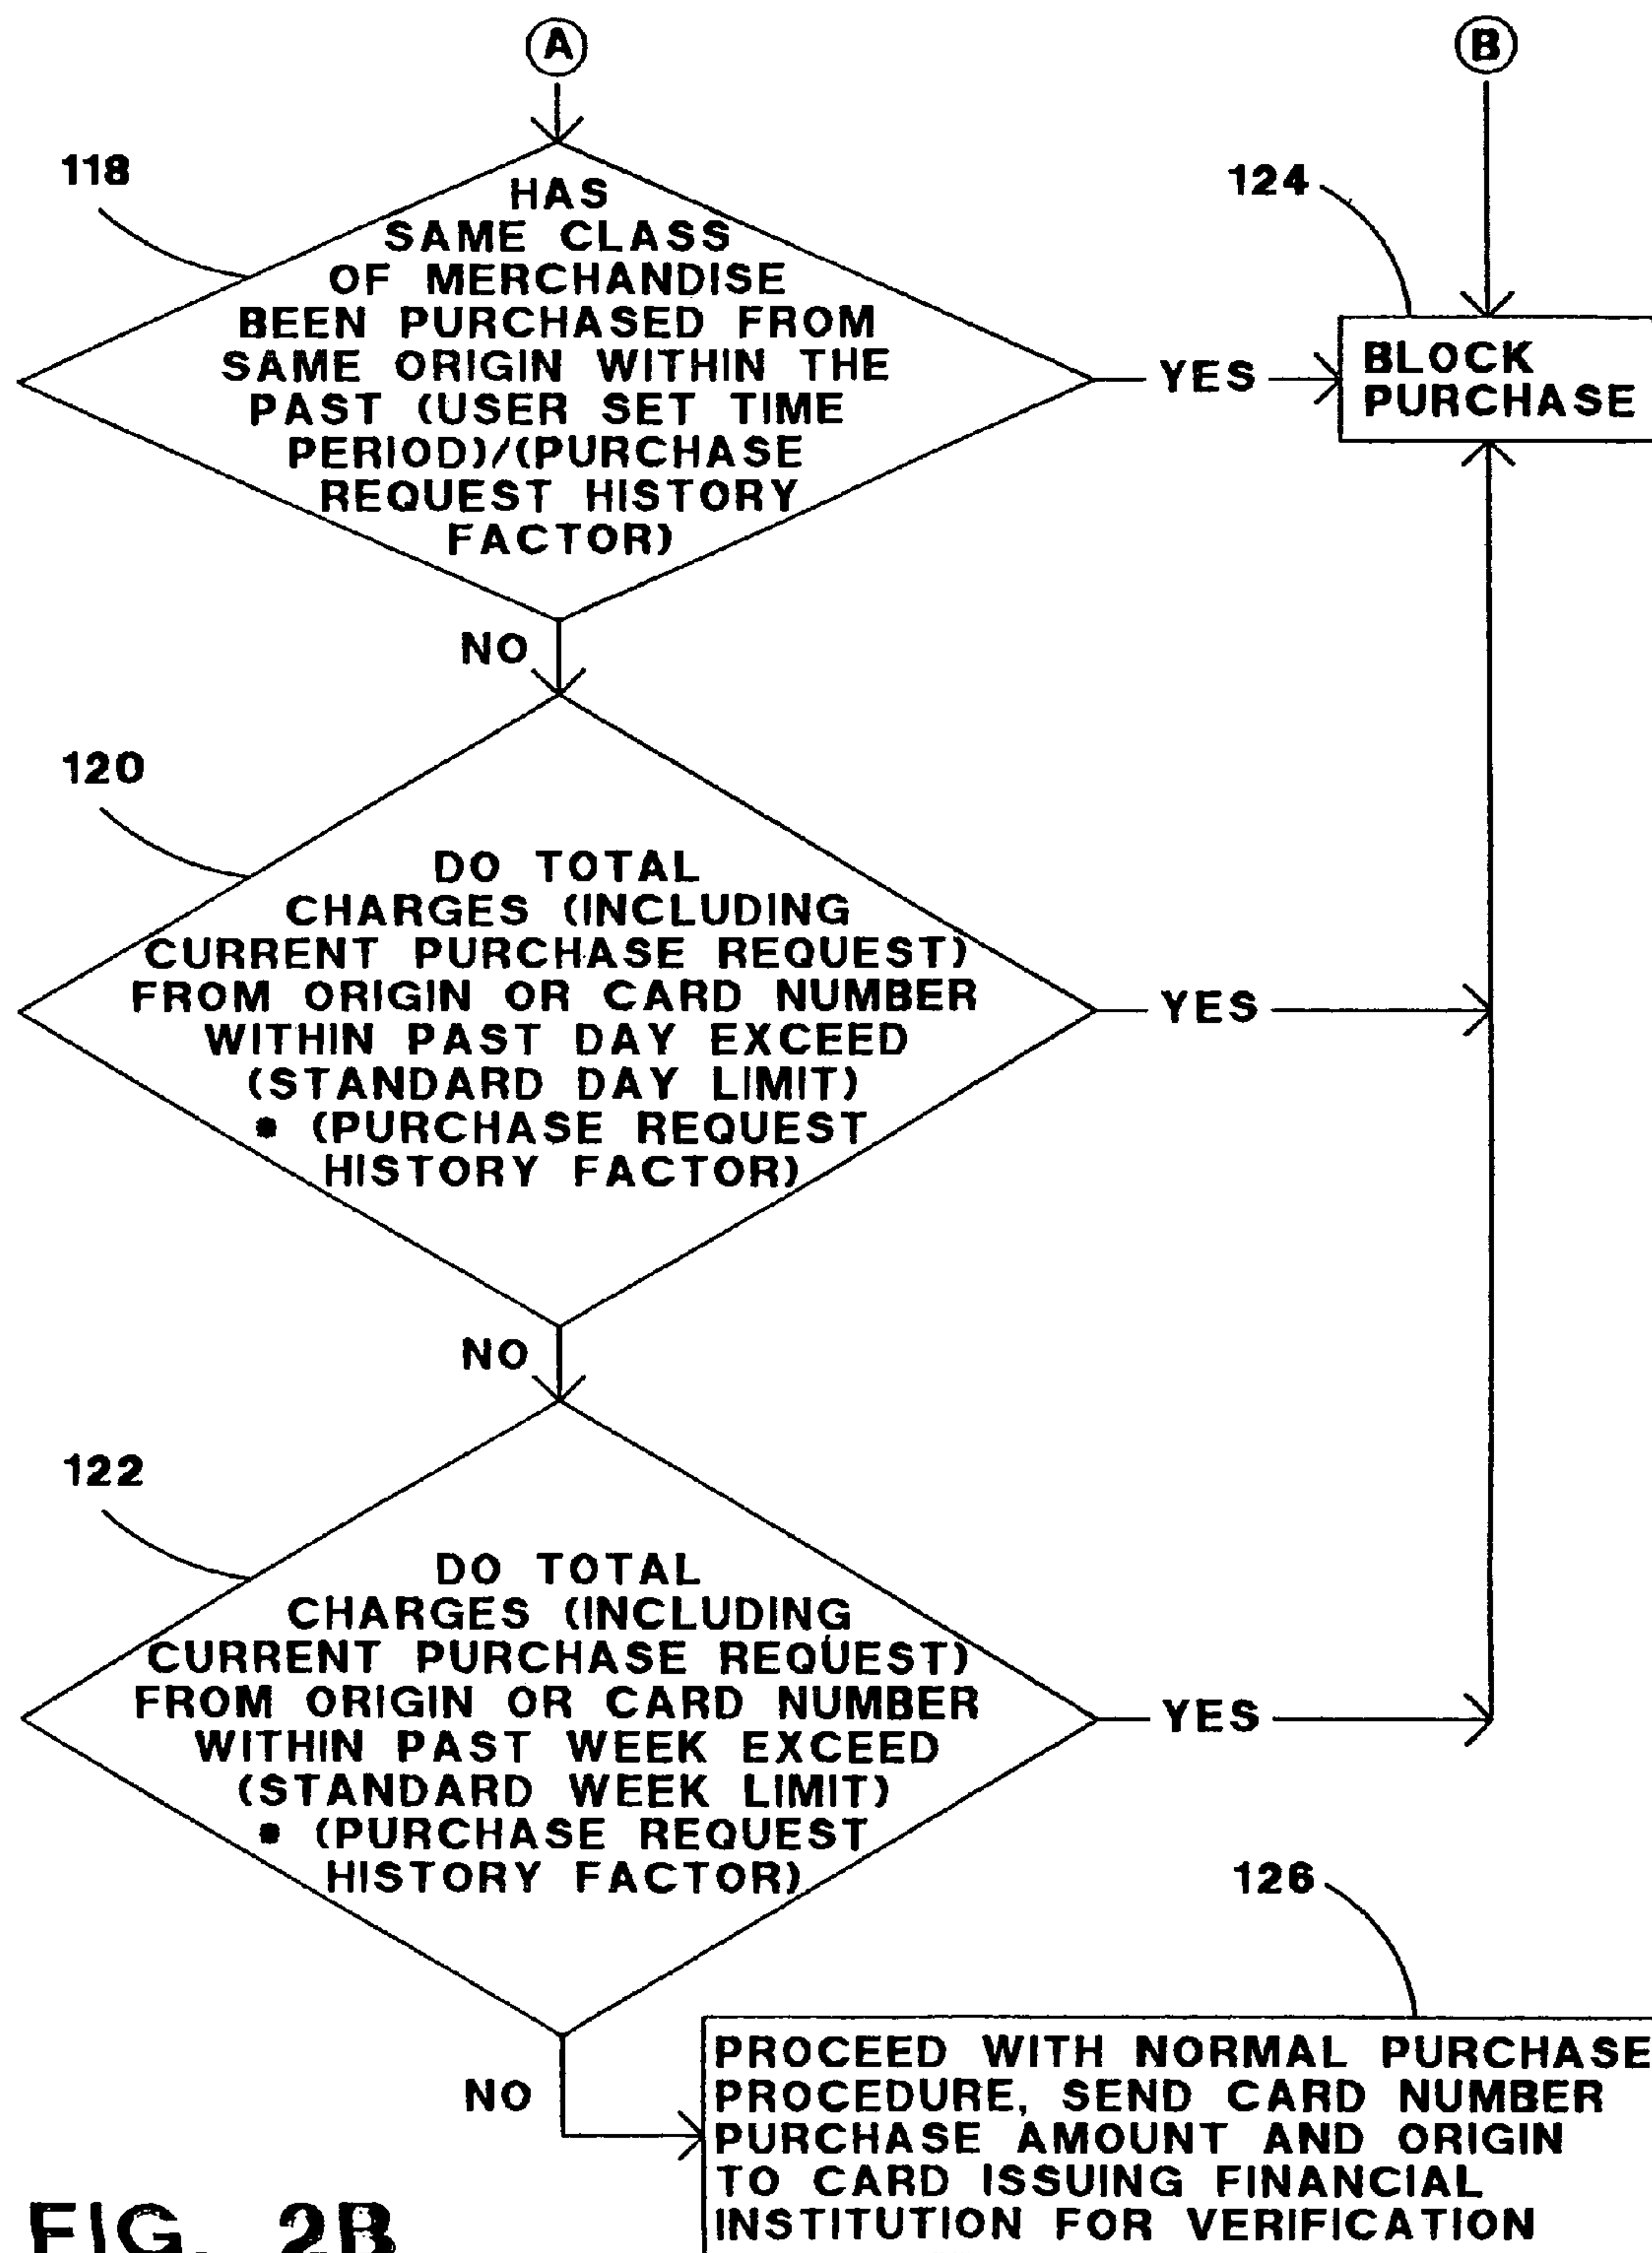 A
B
118
HAS
SAME CLASS
OF MERCHANDISE
BEEN PURCHASED FROM
SAME ORIGIN WITHIN THE
PAST (USER SET TIME
PERIOD)/(PURCHASE
REQUEST HISTORY
FACTOR)
YES
124
BLOCK
PURCHASE
NO
120
DO TOTAL
CHARGES (INCLUDING
CURRENT PURCHASE REQUEST)
FROM ORIGIN OR CARD NUMBER
WITHIN PAST DAY EXCEED
(STANDARD DAY LIMIT)
* (PURCHASE REQUEST
HISTORY FACTOR)
YES
NO
122
DO TOTAL
CHARGES (INCLUDING
CURRENT PURCHASE REQUEST)
FROM ORIGIN OR CARD NUMBER
WITHIN PAST WEEK EXCEED
(STANDARD WEEK LIMIT)
* (PURCHASE REQUEST
HISTORY FACTOR)
YES
NO
126
PROCEED WITH NORMAL PURCHASE
PROCEDURE, SEND CARD NUMBER
PURCHASE AMOUNT AND ORIGIN
TO CARD ISSUING FINANCIAL
INSTITUTION FOR VERIFICATION
FIG. 2B